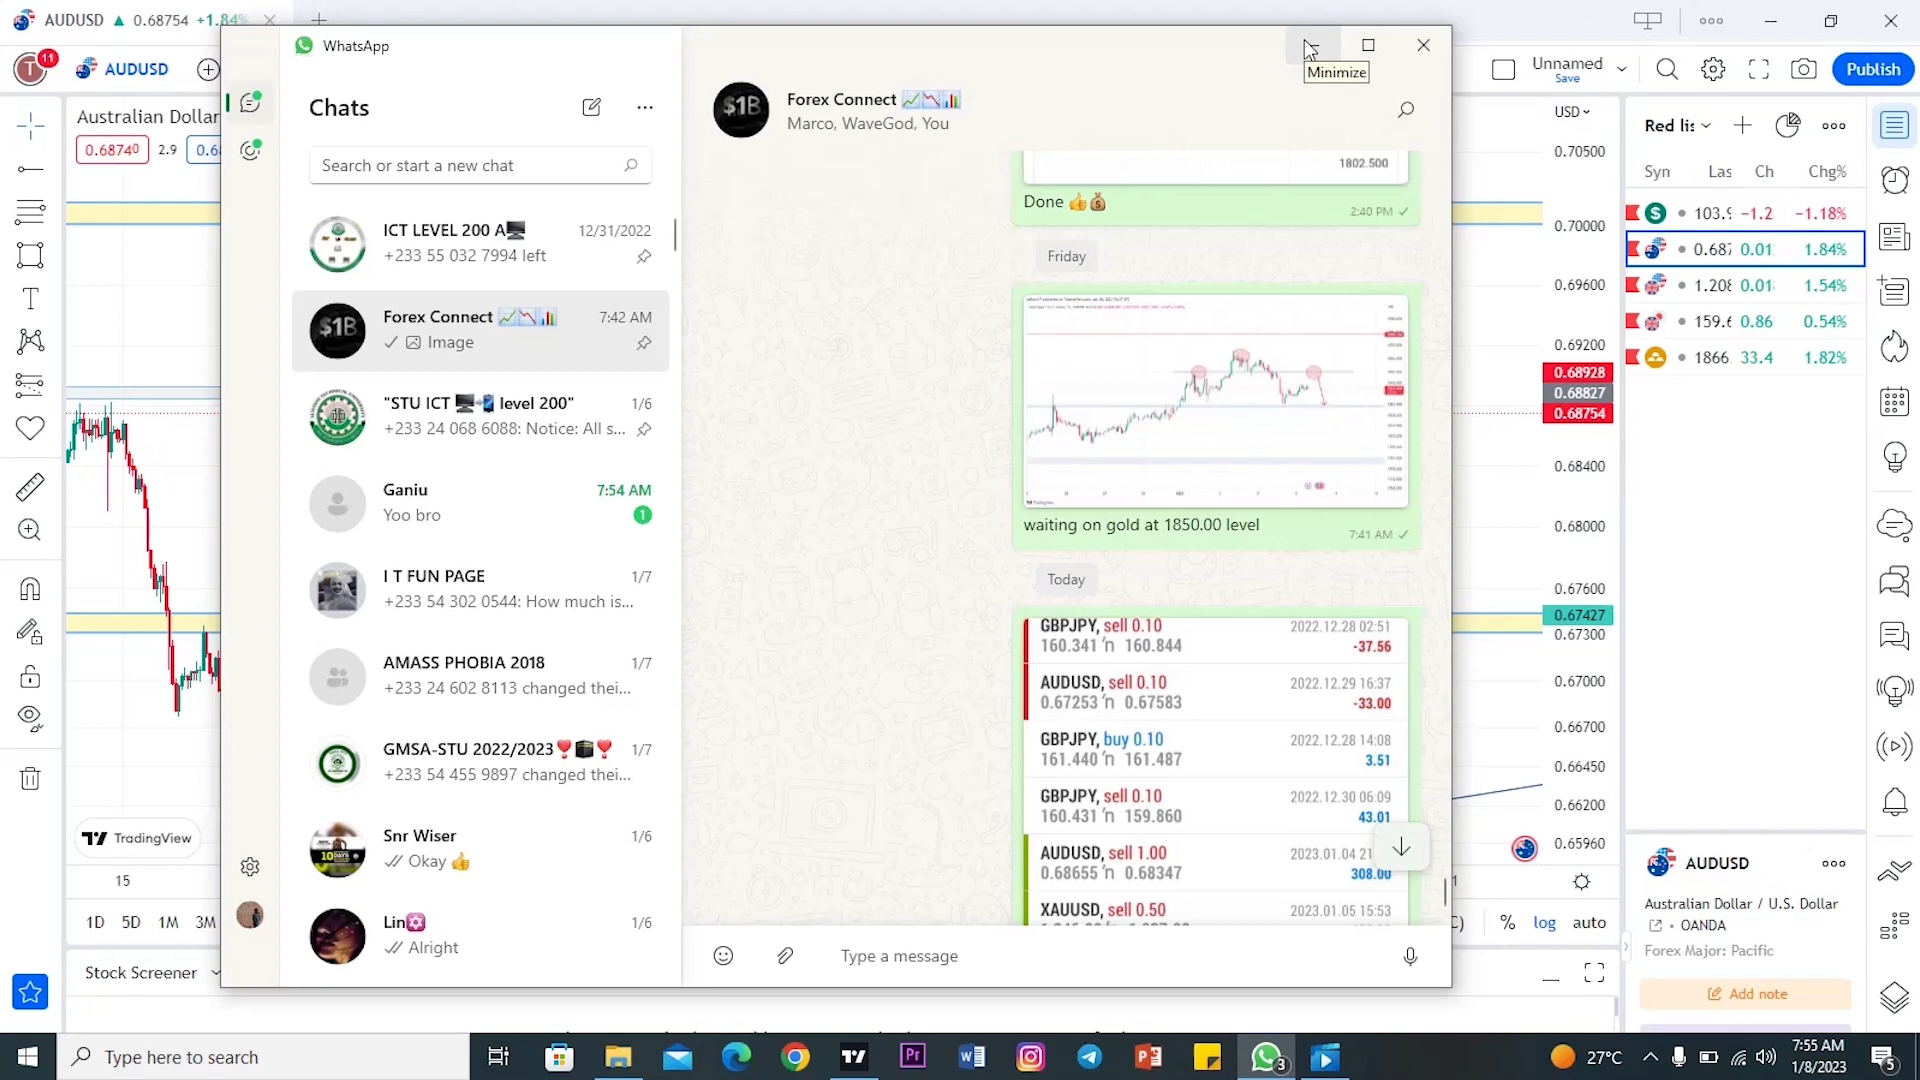 AUDUSD ▲ 0.68754 +1.84%
T 11
AUDUSD
Unnamed
Save
Publish
Australian Dollar
0.68740 2.9
15
1D 5D 1M 3M
Stock Screener
TradingView
WhatsApp
Minimize
Chats
Search or start a new chat
ICT LEVEL 200 A🖥️ 12/31/2022
+233 55 032 7994 left
$1B
Forex Connect 📈📉📊 7:42 AM
Image
"STU ICT 🖥️📲 level 200" 1/6
+233 24 068 6088: Notice: All s...
Ganiu 7:54 AM
Yoo bro 1
I T FUN PAGE 1/7
+233 54 302 0544: How much is...
AMASS PHOBIA 2018 1/7
+233 24 602 8113 changed thei...
GMSA-STU 2022/2023❣️🕋❣️ 1/7
+233 54 455 9897 changed thei...
Snr Wiser 1/6
Okay 👍
Lin✡️ 1/6
Alright
$1B
Forex Connect 📈📉📊
Marco, WaveGod, You
1802.500
Done 👍💰
2:40 PM
Friday
waiting on gold at 1850.00 level
7:41 AM
Today
GBPJPY, sell 0.10 2022.12.28 02:51
160.341 'n 160.844 -37.56
AUDUSD, sell 0.10 2022.12.29 16:37
0.67253 'n 0.67583 -33.00
GBPJPY, buy 0.10 2022.12.28 14:08
161.440 'n 161.487 3.51
GBPJPY, sell 0.10 2022.12.30 06:09
160.431 'n 159.860 43.01
AUDUSD, sell 1.00 2023.01.04 21
0.68655 'n 0.68347 308.00
XAUUSD, sell 0.50 2023.01.05 15:53
Type a message
USD
0.70500
0.70000
0.69600
0.69200
0.68928
0.68827
0.68754
0.68400
0.68000
0.67600
0.67427
0.67300
0.67000
0.66700
0.66450
0.66200
0.65960
% log auto
Red lis
Syn Las Ch Chg%
103.9 −1.2 −1.18%
0.687 0.01 1.84%
1.208 0.01 1.54%
159.6 0.86 0.54%
1866. 33.4 1.82%
AUDUSD
Australian Dollar / U.S. Dollar
• OANDA
Forex Major: Pacific
Add note
Type here to search
Pr
3
27°C
7:55 AM
1/8/2023
5